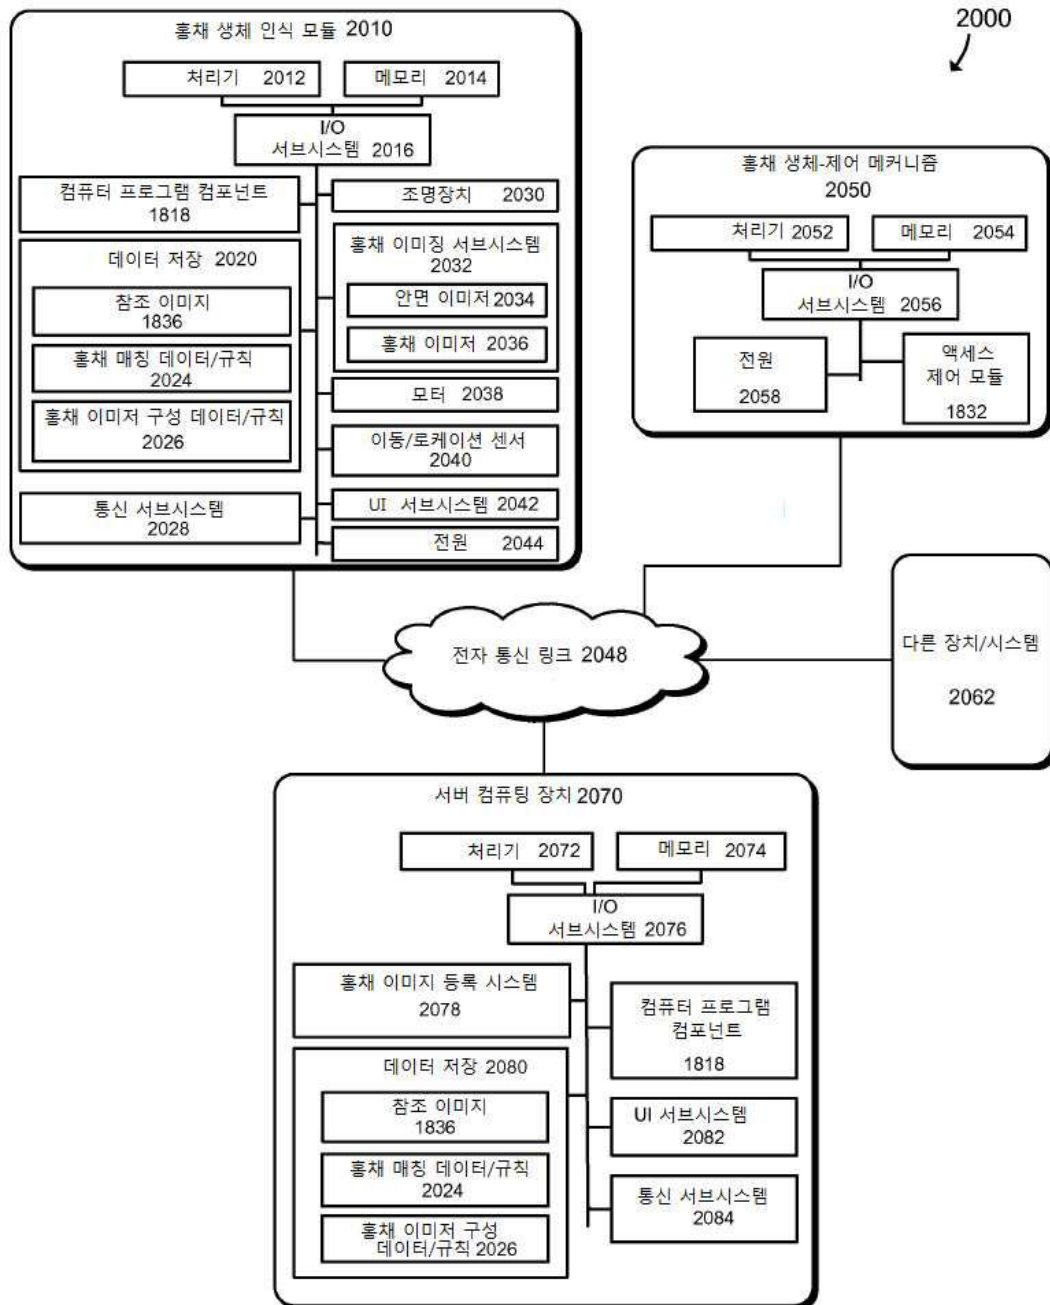 2000
홍채 생체 인식 모듈 2010
처리기 2012
메모리 2014
I/O
서브시스템 2016
컴퓨터 프로그램 컴포넌트
1818
데이터 저장 2020
참조 이미지
1836
홍채 매칭 데이터/규칙
2024
홍채 이미저 구성 데이터/규칙
2026
통신 서브시스템
2028
조명장치 2030
홍채 이미징 서브시스템
2032
안면 이미저 2034
홍채 이미저 2036
모터 2038
이동/로케이션 센서
2040
UI 서브시스템 2042
전원 2044
홍채 생체-제어 메커니즘
2050
처리기 2052
메모리 2054
I/O
서브시스템 2056
전원
2058
액세스
제어 모듈
1832
전자 통신 링크 2048
다른 장치/시스템
2062
서버 컴퓨팅 장치 2070
처리기 2072
메모리 2074
I/O
서브시스템 2076
홍채 이미지 등록 시스템
2078
데이터 저장 2080
참조 이미지
1836
홍채 매칭 데이터/규칙
2024
홍채 이미저 구성
데이터/규칙 2026
컴퓨터 프로그램
컴포넌트
1818
UI 서브시스템
2082
통신 서브시스템
2084